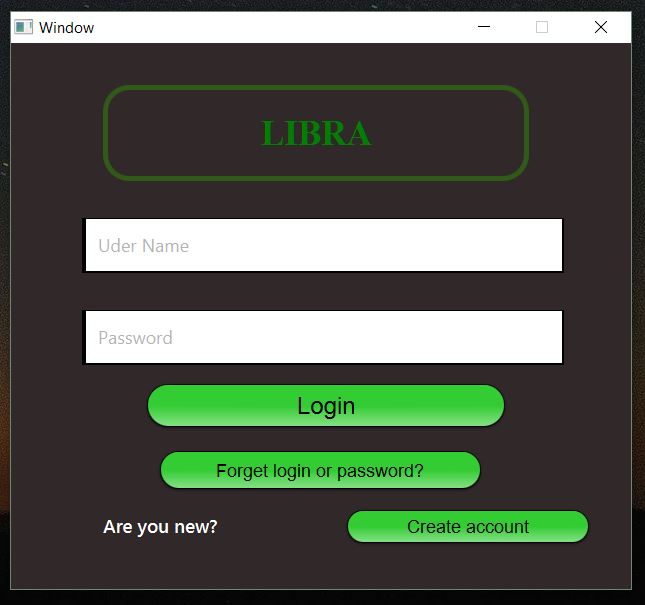 Window
LIBRA
Uder Name
Password
Login
Forget login or password?
Are you new?
Create account